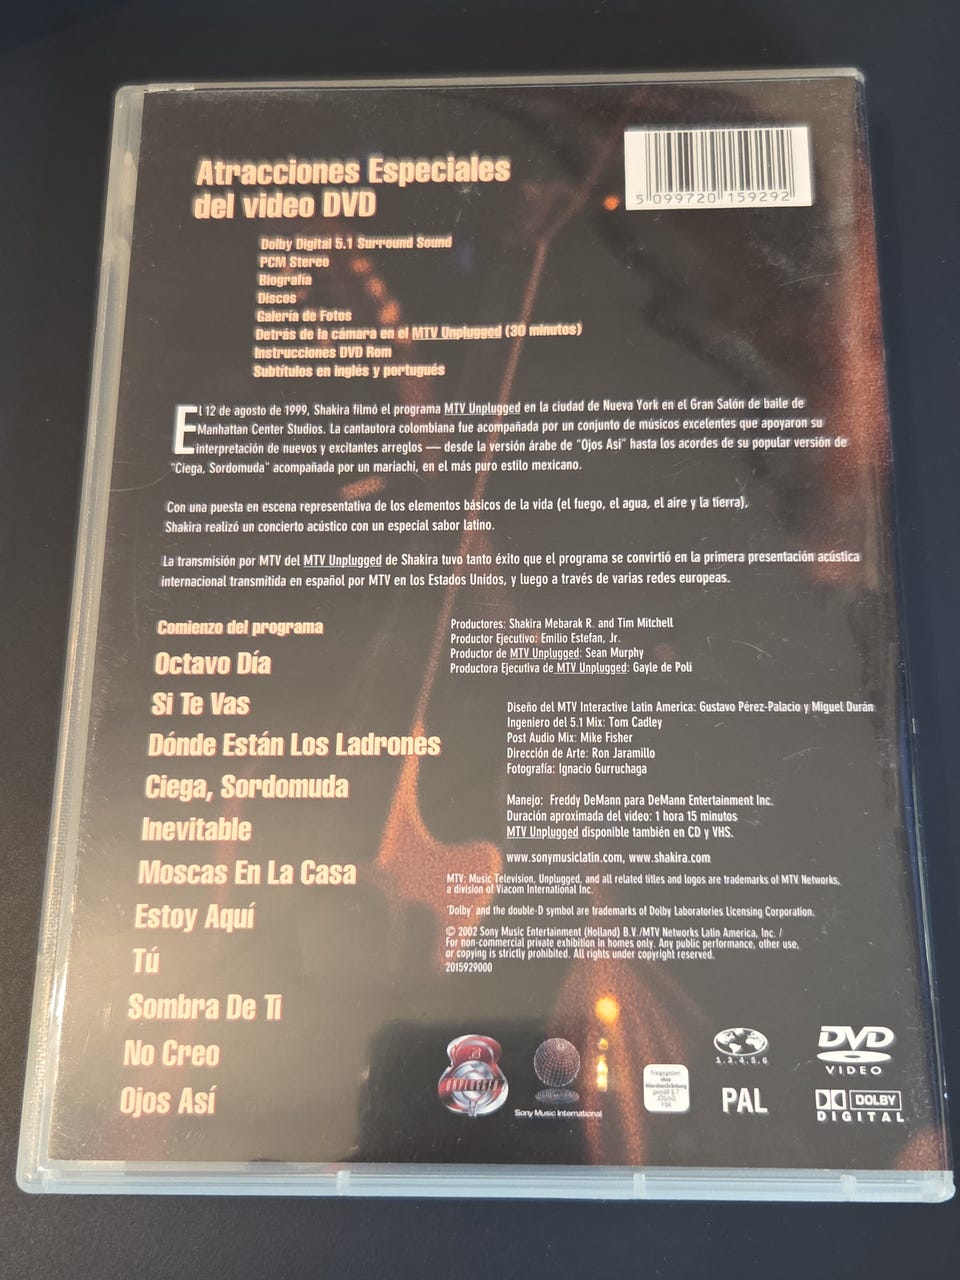 Atracciones Especiales
del video DVD
5 099720 159292
Dolby Digital 5.1 Surround Sound
PCM Stereo
Biografía
Discos
Galería de Fotos
Detrás de la cámara en el MTV Unplugged (30 minutos)
Instrucciones DVD Rom
Subtítulos en inglés y portugués
El 12 de agosto de 1999, Shakira filmó el programa MTV Unplugged en la ciudad de Nueva York en el Gran Salón de baile de
Manhattan Center Studios. La cantautora colombiana fue acompañada por un conjunto de músicos excelentes que apoyaron su
interpretación de nuevos y excitantes arreglos — desde la versión árabe de "Ojos Asi" hasta los acordes de su popular versión de
"Ciega, Sordomuda" acompañada por un mariachi, en el más puro estilo mexicano.
Con una puesta en escena representativa de los elementos básicos de la vida (el fuego, el agua, el aire y la tierra),
Shakira realizó un concierto acústico con un especial sabor latino.
La transmisión por MTV del MTV Unplugged de Shakira tuvo tanto éxito que el programa se convirtió en la primera presentación acústica
internacional transmitida en español por MTV en los Estados Unidos, y luego a través de varias redes europeas.
Comienzo del programa
Octavo Día
Si Te Vas
Dónde Están Los Ladrones
Ciega, Sordomuda
Inevitable
Moscas En La Casa
Estoy Aquí
Tú
Sombra De Ti
No Creo
Ojos Así
Productores: Shakira Mebarak R. and Tim Mitchell
Productor Ejecutivo: Emilio Estefan, Jr.
Productor de MTV Unplugged: Sean Murphy
Productora Ejecutiva de MTV Unplugged: Gayle de Poli
Diseño del MTV Interactive Latin America: Gustavo Pérez-Palacio y Miguel Durán
Ingeniero del 5.1 Mix: Tom Cadley
Post Audio Mix: Mike Fisher
Dirección de Arte: Ron Jaramillo
Fotografía: Ignacio Gurruchaga
Manejo: Freddy DeMann para DeMann Entertainment Inc.
Duración aproximada del video: 1 hora 15 minutos
MTV Unplugged disponible también en CD y VHS.
www.sonymusiclatin.com, www.shakira.com
MTV: Music Television, Unplugged, and all related titles and logos are trademarks of MTV Networks,
a division of Viacom International Inc.
'Dolby' and the double-D symbol are trademarks of Dolby Laboratories Licensing Corporation.
© 2002 Sony Music Entertainment (Holland) B.V./MTV Networks Latin America, Inc. /
For non-commercial private exhibition in homes only. Any public performance, other use,
or copying is strictly prohibited. All rights under copyright reserved.
2015929000
UNPLUGGED
Sony Music International
Freigegeben
ohne
Altersbeschränkung
gemäß § 7
JÖSchG
FSK
1.3.4.5.6
PAL
DVD
VIDEO
DOLBY
DIGITAL